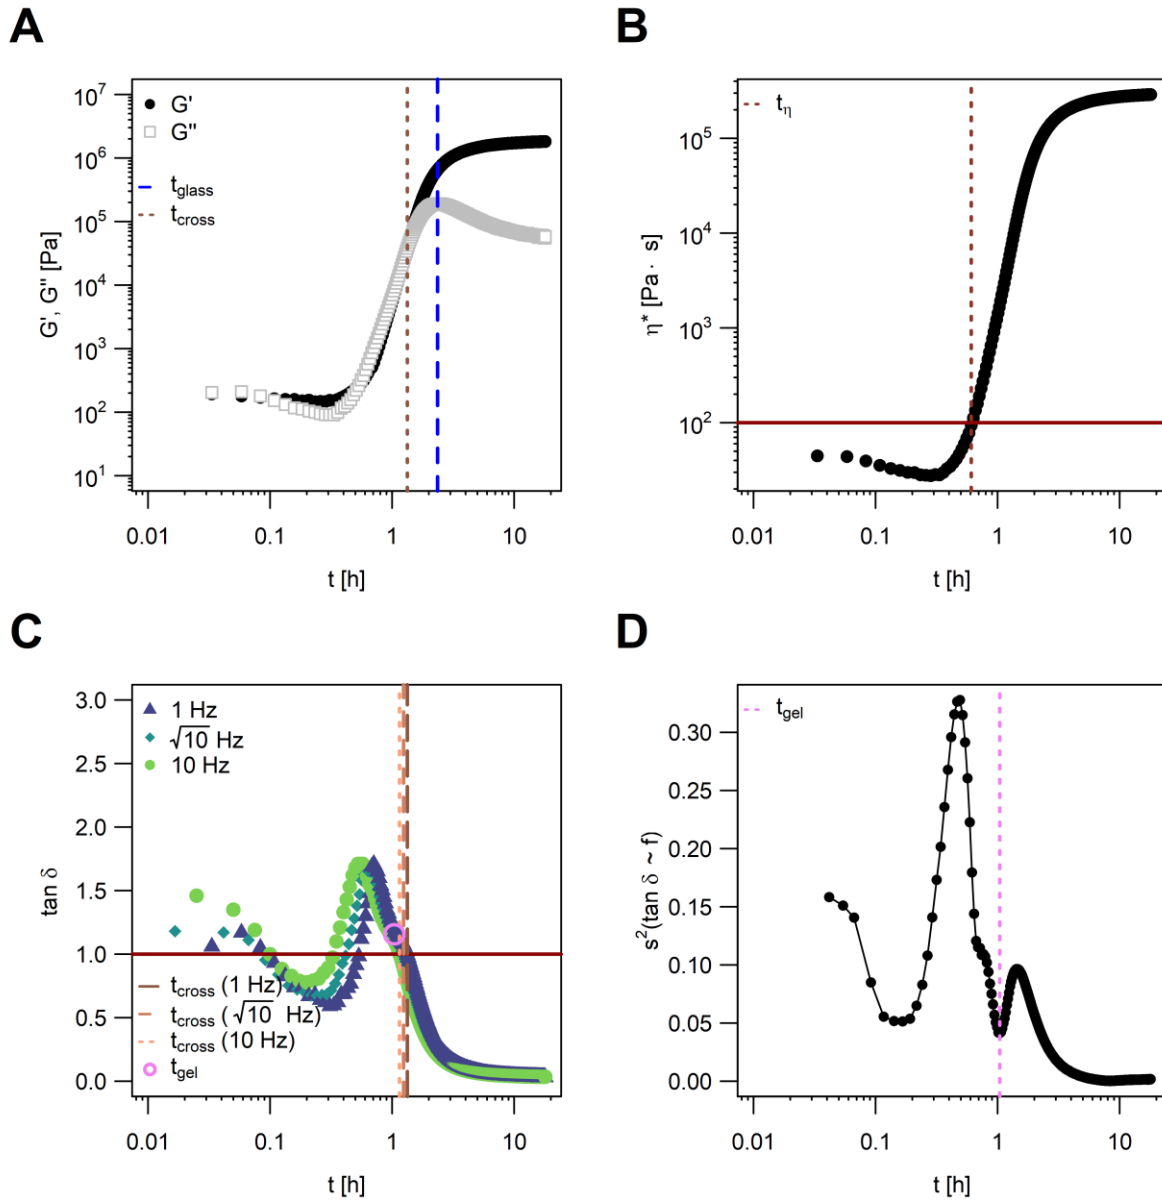 A
G'
G''
t_glass
t_cross
G', G'' [Pa]
10^7
10^6
10^5
10^4
10^3
10^2
10^1
0.01 0.1 1 10
t [h]
B
t_η
η* [Pa· s]
10^5
10^4
10^3
10^2
0.01 0.1 1 10
t [h]
C
1 Hz
√10 Hz
10 Hz
tan δ
3.0
2.5
2.0
1.5
1.0
0.5
0.0
t_cross (1 Hz)
t_cross (√10 Hz)
t_cross (10 Hz)
t_gel
0.01 0.1 1 10
t [h]
D
t_gel
s²(tan δ ~ f)
0.30
0.25
0.20
0.15
0.10
0.05
0.00
0.01 0.1 1 10
t [h]